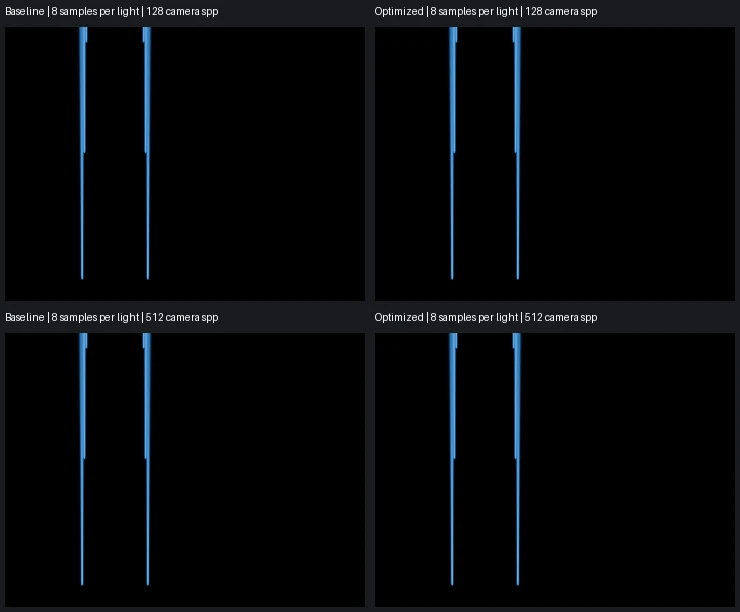 Baseline | 8 samples per light | 128 camera spp
Optimized | 8 samples per light | 128 camera spp
Baseline | 8 samples per light | 512 camera spp
Optimized | 8 samples per light | 512 camera spp